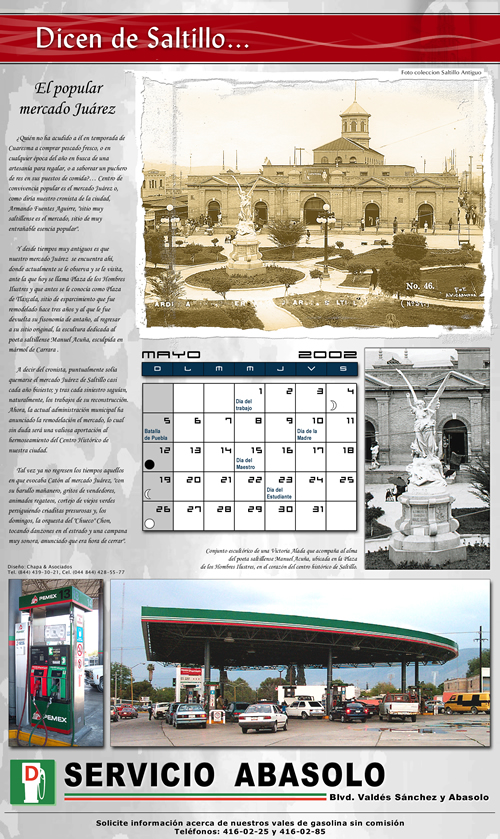 Dicen de Saltillo...
Foto coleccion Saltillo Antiguo
El popular
mercado Juárez
¿Quién no ha acudido a él en temporada de
Cuaresma a comprar pescado fresco, o en
cualquier época del año en busca de una
artesanía para regalar, o a saborear un puchero
de res en sus puestos de comida?… Centro de
convivencia popular es el mercado Juárez o,
como diría nuestro cronista de la ciudad,
Armando Fuentes Aguirre, "sitio muy
saltillense es el mercado, sitio de muy
entrañable esencia popular".
Y desde tiempos muy antiguos es que
nuestro mercado Juárez se encuentra ahí,
donde actualmente se le observa y se le visita,
ante la que hoy se llama Plaza de los Hombres
Ilustres y que antes se le conocía como Plaza
de Tlaxcala, sitio de esparcimiento que fue
remodelado hace tres años y al que le fue
devuelta su fisonomía de antaño, al regresar
a su sitio original, la escultura dedicada al
poeta saltillense Manuel Acuña, esculpida en
mármol de Carrara .
A decir del cronista, puntualmente solía
quemarse el mercado Juárez de Saltillo casi
cada año bisiesto; y tras cada siniestro seguían,
naturalmente, los trabajos de su reconstrucción.
Ahora, la actual administración municipal ha
anunciado la remodelación el mercado, lo cual
sin duda será una valiosa aportación al
hermoseamiento del Centro Histórico de
nuestra ciudad.
Tal vez ya no regresen los tiempos aquellos
en que evocaba Catón al mercado Juárez, "con
su barullo mañanero, gritos de vendedores,
animados regateos, cortejo de viejos verdes
persiguiendo criaditas presurosas y, los
domingos, la orquesta del "Chueco" Chon,
tocando danzones en el estrado y una campana
muy sonora, anunciado que era hora de cerrar".
No. 46.
MAYO 2002
D L M M J V S
1 2 3 4
Día del
trabajo
5 6 7 8 9 10 11
Batalla
de Puebla
Día de la
Madre
12 13 14 15 16 17 18
Día del
Maestro
19 20 21 22 23 24 25
Día del
Estudiante
26 27 28 29 30 31
Conjunto escultórico de una Victoria Alada que acompaña al alma
del poeta saltillense Manuel Acuña, ubicada en la Plaza
de los Hombres Ilustres, en el corazón del centro histórico de Saltillo.
Diseño: Chapa & Asociados
Tel. (844) 439-30-21, Cel. (044 844) 428-55-77
PEMEX
PEMEX
D
SERVICIO ABASOLO
Blvd. Valdés Sánchez y Abasolo
Solicite información acerca de nuestros vales de gasolina sin comisión
Teléfonos: 416-02-25 y 416-02-85